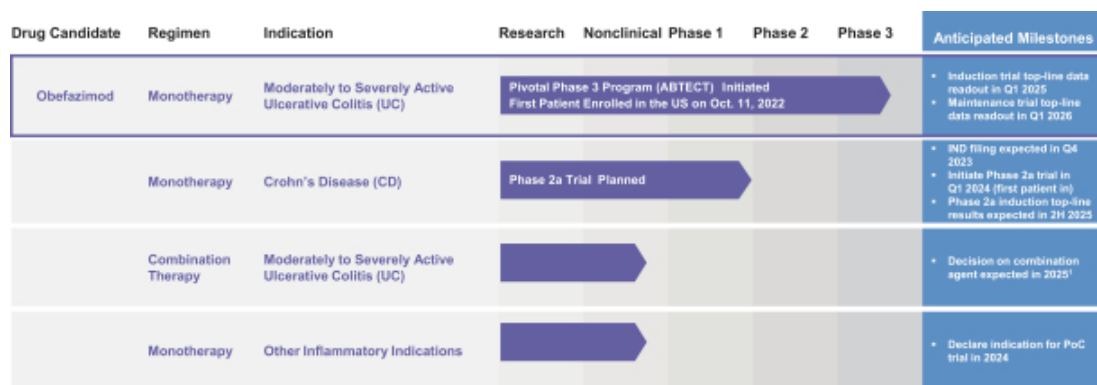 Drug Candidate Regimen Indication Research Nonclinical Phase 1 Phase 2 Phase 3 Anticipated Milestones
Obefazimod Monotherapy Moderately to Severely Active
Ulcerative Colitis (UC)
Pivotal Phase 3 Program (ABTECT) Initiated
First Patient Enrolled in the US on Oct. 11, 2022
• Induction trial top-line data
readout in Q1 2025
• Maintenance trial top-line
data readout in Q1 2026
Monotherapy Crohn's Disease (CD)
Phase 2a Trial Planned
• IND filing expected in Q4
2023
• Initiate Phase 2a trial in
Q1 2024 (first patient in)
• Phase 2a induction top-line
results expected in 2H 2025
Combination
Therapy
Moderately to Severely Active
Ulcerative Colitis (UC)
• Decision on combination
agent expected in 2025¹
Monotherapy Other Inflammatory Indications
• Declare indication for PoC
trial in 2024